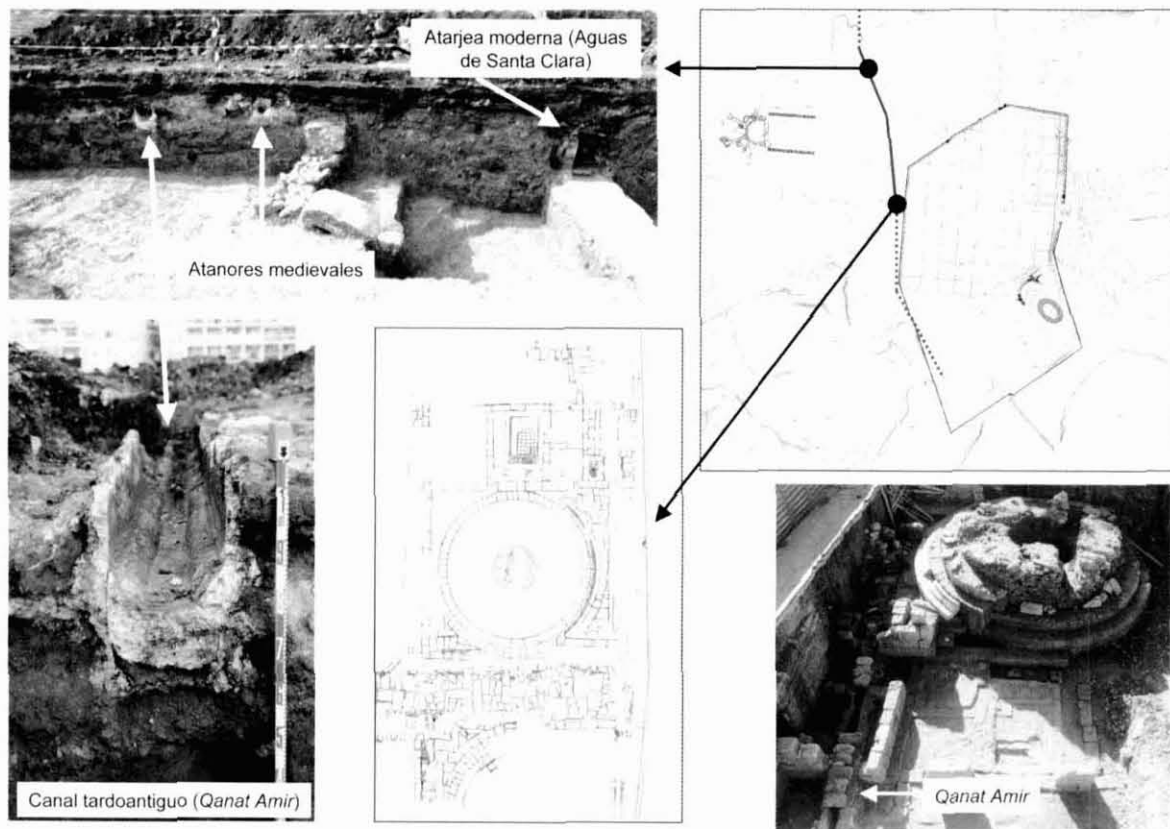 Atarjea moderna (Aguas
de Santa Clara)
Atanores medievales
Canal tardoantiguo (Qanat Amir)
Qanat Amir